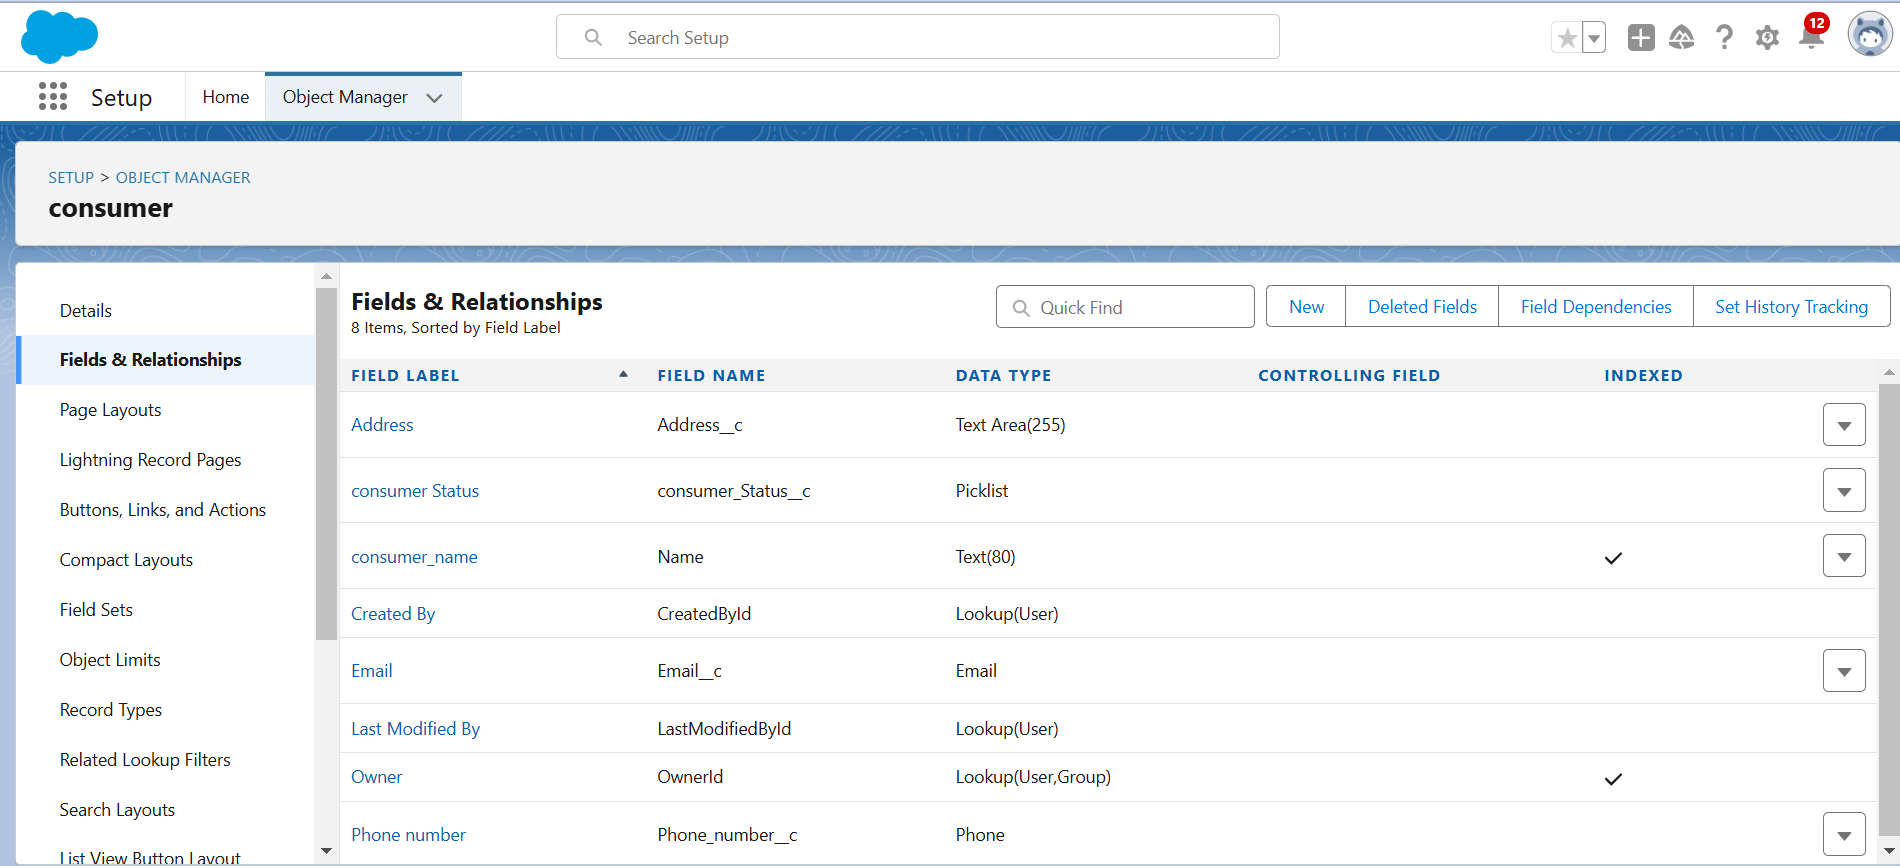 Search Setup
12
Setup
Home
Object Manager
SETUP > OBJECT MANAGER
consumer
Details
Fields & Relationships
Page Layouts
Lightning Record Pages
Buttons, Links, and Actions
Compact Layouts
Field Sets
Object Limits
Record Types
Related Lookup Filters
Search Layouts
List View Button Layout
Fields & Relationships
8 Items, Sorted by Field Label
Quick Find
New
Deleted Fields
Field Dependencies
Set History Tracking
FIELD LABEL FIELD NAME DATA TYPE CONTROLLING FIELD INDEXED
Address Address__c Text Area(255)
consumer Status consumer_Status__c Picklist
consumer_name Name Text(80)
Created By CreatedById Lookup(User)
Email Email__c Email
Last Modified By LastModifiedById Lookup(User)
Owner OwnerId Lookup(User,Group)
Phone number Phone_number__c Phone